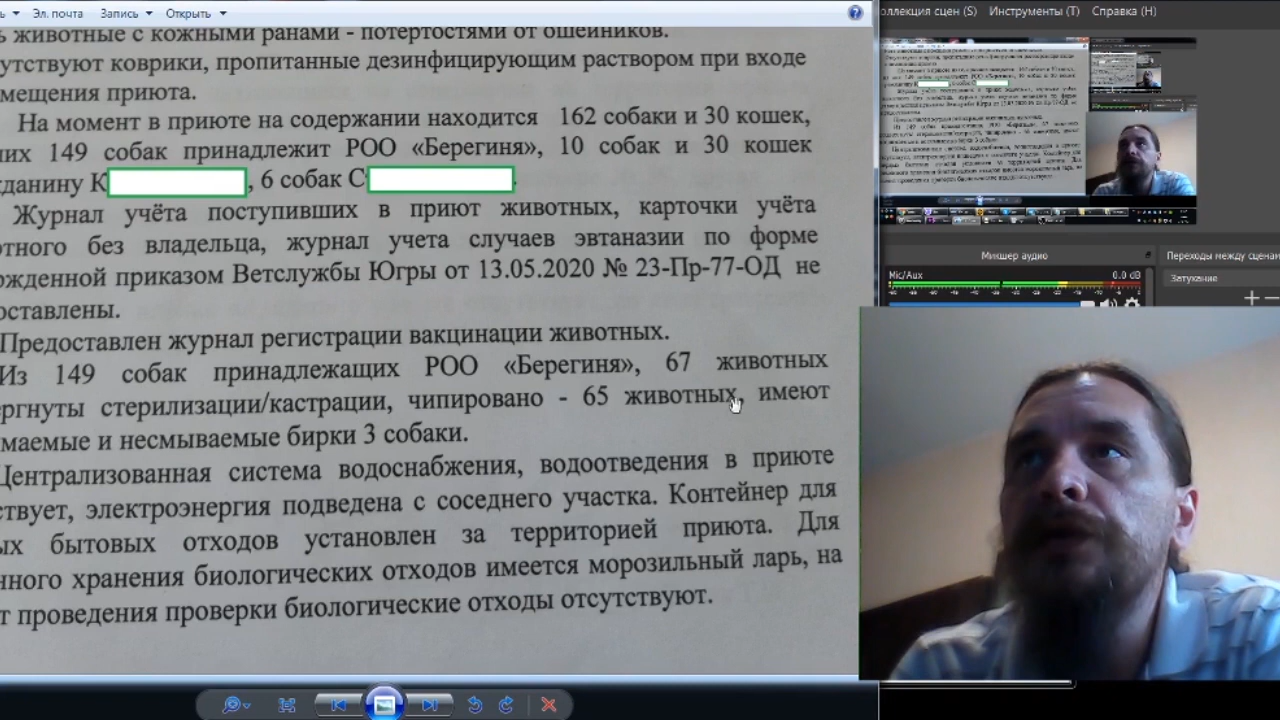 Эл. почта Запись Открыть
ь животные с кожными ранами - потертостями от ошейников.
утствуют коврики, пропитанные дезинфицирующим раствором при входе
мещения приюта.
На момент в приюте на содержании находится 162 собаки и 30 кошек,
них 149 собак принадлежит РОО «Берегиня», 10 собак и 30 кошек
жданину К , 6 собак С
Журнал учёта поступивших в приют животных, карточки учёта
отного без владельца, журнал учета случаев эвтаназии по форме
ржденной приказом Ветслужбы Югры от 13.05.2020 № 23-Пр-77-ОД не
оставлены.
Предоставлен журнал регистрации вакцинации животных.
Из 149 собак принадлежащих РОО «Берегиня», 67 животных
ергнуты стерилизации/кастрации, чипировано - 65 животных, имеют
маемые и несмываемые бирки 3 собаки.
Централизованная система водоснабжения, водоотведения в приюте
ствует, электроэнергия подведена с соседнего участка. Контейнер для
ых бытовых отходов установлен за территорией приюта. Для
нного хранения биологических отходов имеется морозильный ларь, на
т проведения проверки биологические отходы отсутствуют.
оллекция сцен (S) Инструменты (T) Справка (H)
Микшер аудио
Переходы между сценам
Mic/Aux 0.0 dB
Затухание